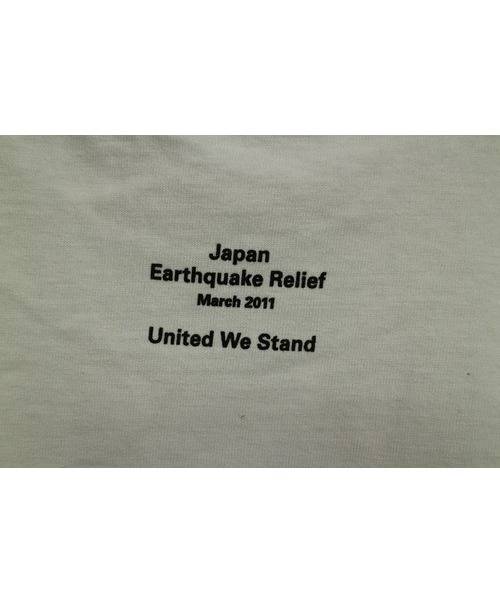 Japan
Earthquake Relief
March 2011
United We Stand